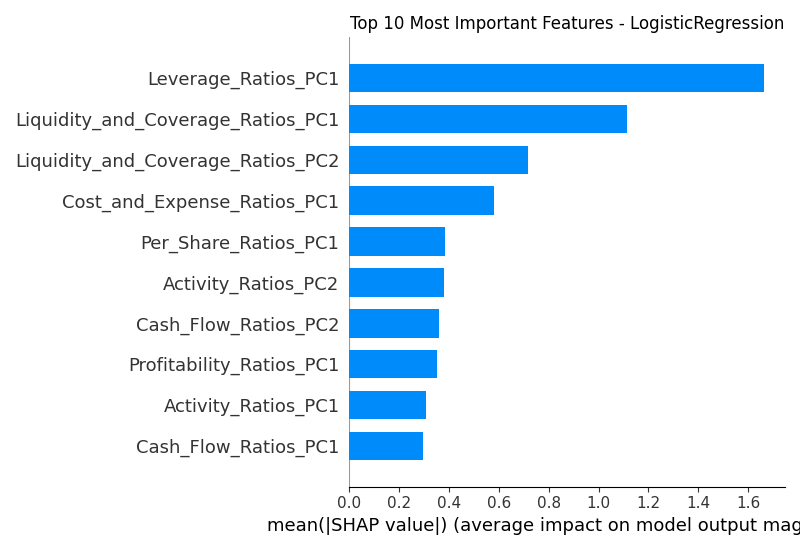 Top 10 Most Important Features - LogisticRegression
Leverage_Ratios_PC1
Liquidity_and_Coverage_Ratios_PC1
Liquidity_and_Coverage_Ratios_PC2
Cost_and_Expense_Ratios_PC1
Per_Share_Ratios_PC1
Activity_Ratios_PC2
Cash_Flow_Ratios_PC2
Profitability_Ratios_PC1
Activity_Ratios_PC1
Cash_Flow_Ratios_PC1
0.0 0.2 0.4 0.6 0.8 1.0 1.2 1.4 1.6
mean(|SHAP value|) (average impact on model output mag